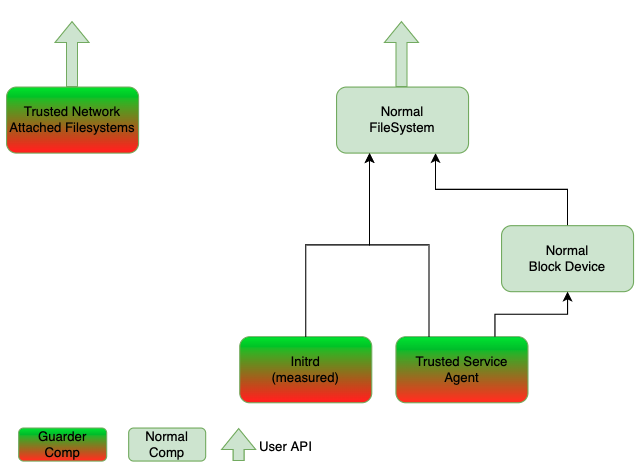 Trusted Network
Attached Filesystems
Normal
FileSystem
Normal
Block Device
Initrd
(measured)
Trusted Service
Agent
Guarder
Comp
Normal
Comp
User API